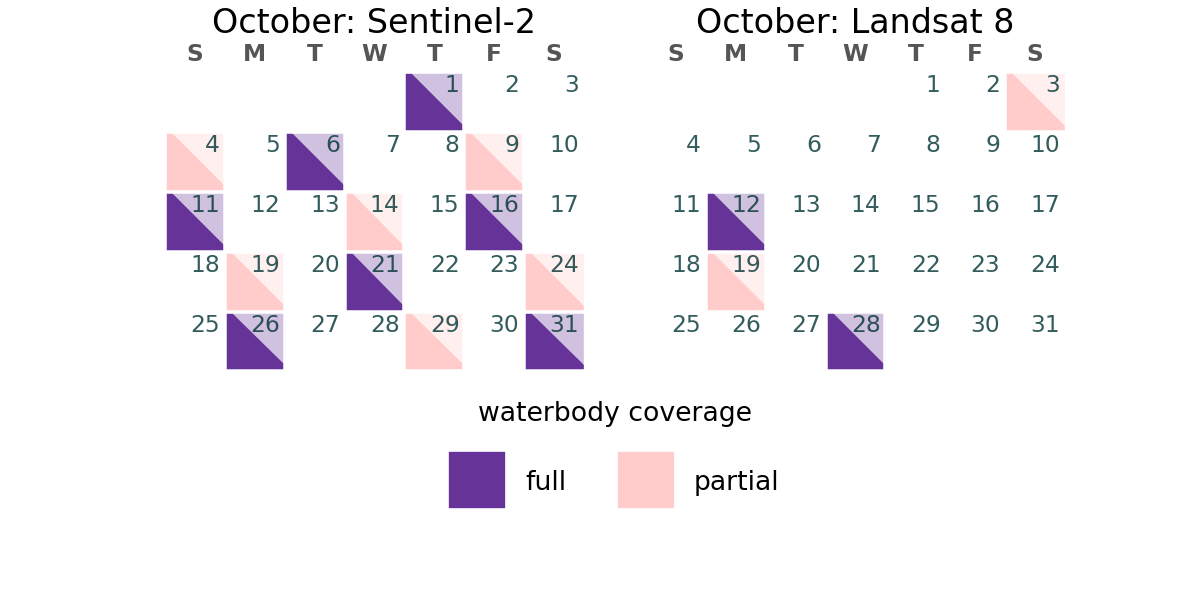 October: Sentinel-2
S M T W T F S
1 2 3
4 5 6 7 8 9 10
11 12 13 14 15 16 17
18 19 20 21 22 23 24
25 26 27 28 29 30 31
October: Landsat 8
S M T W T F S
1 2 3
4 5 6 7 8 9 10
11 12 13 14 15 16 17
18 19 20 21 22 23 24
25 26 27 28 29 30 31
waterbody coverage
full
partial